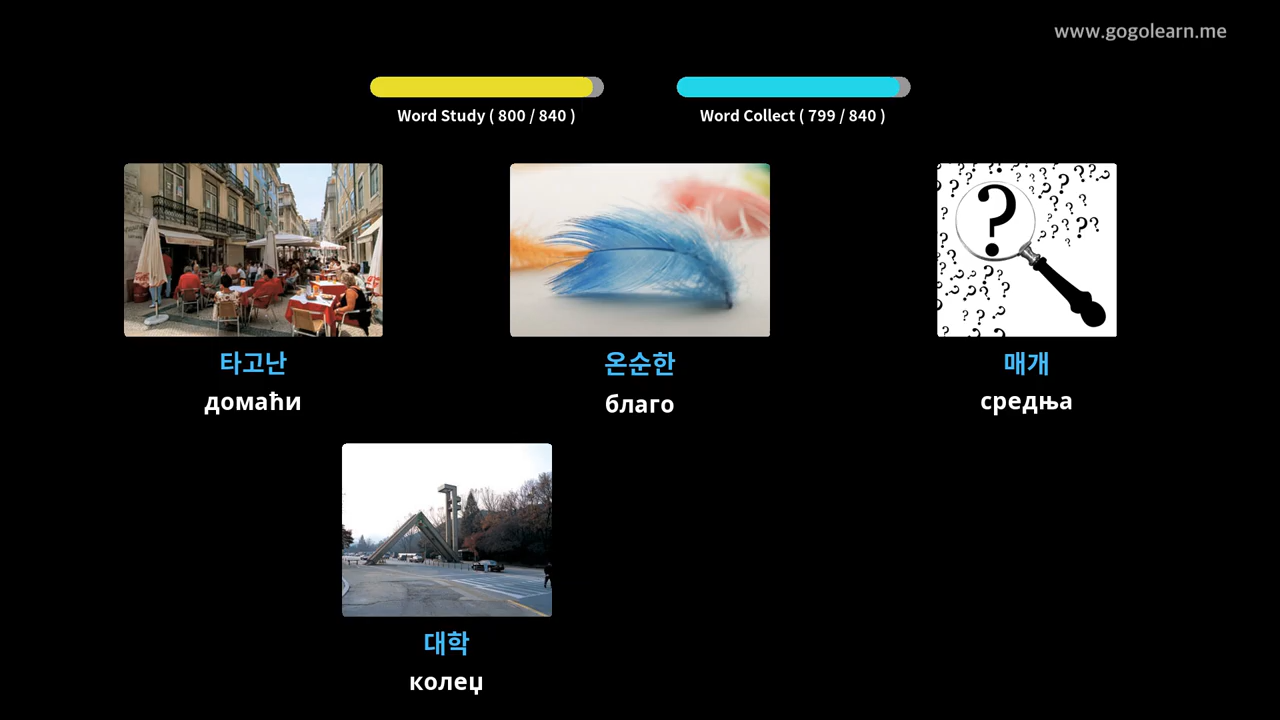 www.gogolearn.me
Word Study ( 800 / 840 )
Word Collect ( 799 / 840 )
타고난
домаћи
온순한
благо
매개
средња
대학
колеџ